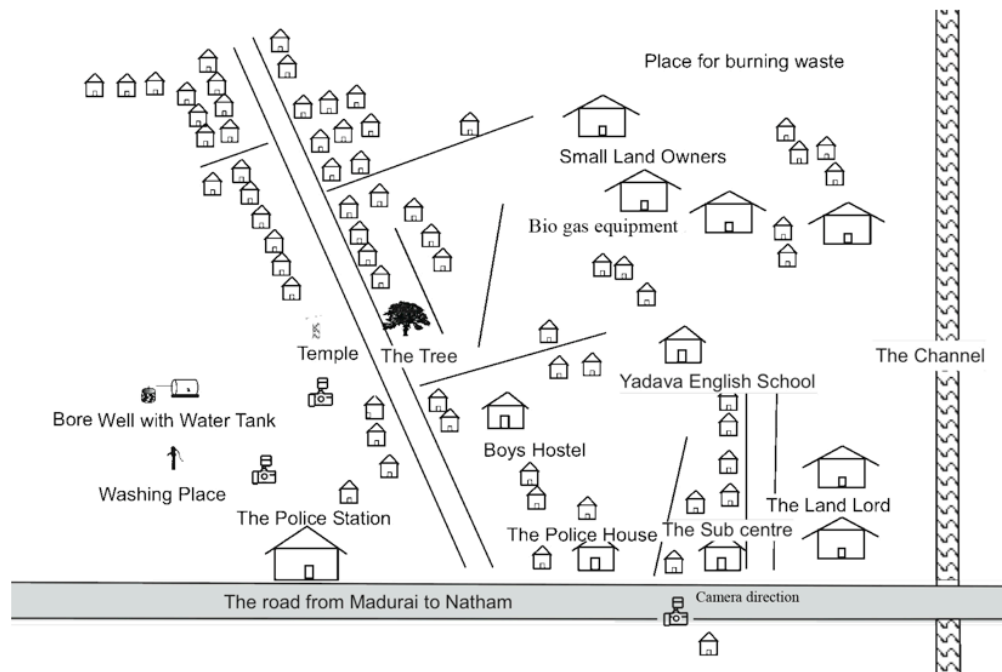 Place for burning waste
Small Land Owners
Bio gas equipment
Temple
The Tree
The Channel
Yadava English School
Bore Well with Water Tank
Boys Hostel
Washing Place
The Land Lord
The Police Station
The Police House
The Sub centre
The road from Madurai to Natham
Camera direction